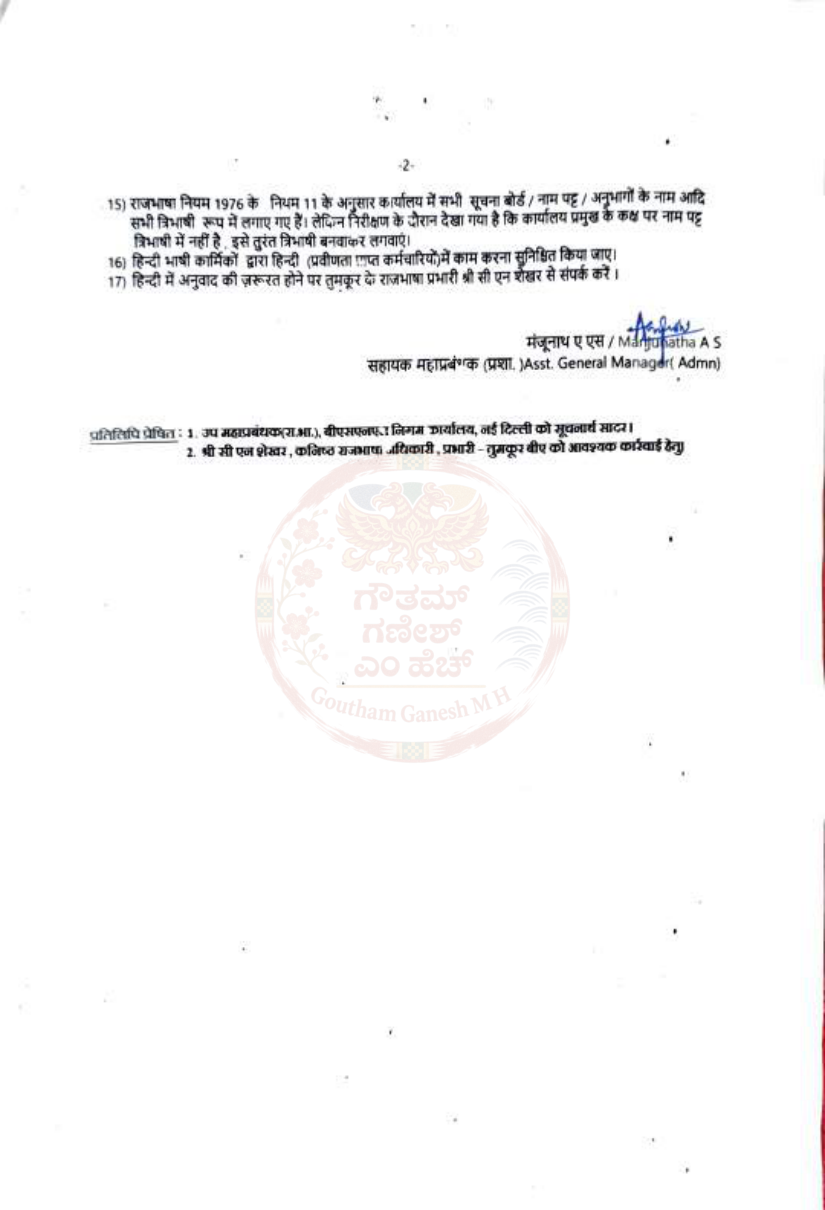 -2-
15) राजभाषा नियम 1976 के नियम 11 के अनुसार कार्यालय में सभी सूचना बोर्ड / नाम पट्ट / अनुभागों के नाम आदि
सभी त्रिभाषी रूप में लगाए गए हैं। लेकिन निरीक्षण के दौरान देखा गया है कि कार्यालय प्रमुख के कक्ष पर नाम पट्ट
त्रिभाषी में नहीं है , इसे तुरंत त्रिभाषी बनवाकर लगवाएं।
16) हिन्दी भाषी कार्मिकों द्वारा हिन्दी (प्रवीणता प्राप्त कर्मचारियों)में काम करना सुनिश्चित किया जाए।
17) हिन्दी में अनुवाद की ज़रूरत होने पर तुमकूर के राजभाषा प्रभारी श्री सी एन शेखर से संपर्क करें ।
मंजूनाथ ए एस / Manjunatha A S
सहायक महाप्रबंधक (प्रशा. )Asst. General Manager( Admn)
प्रतिलिपि प्रेषित : 1. उप महाप्रबंधक(रा.भा.), बीएसएनएल निगम कार्यालय, नई दिल्ली को सूचनार्थ सादर।
2. श्री सी एन शेखर , कनिष्ठ राजभाषा अधिकारी , प्रभारी – तुमकूर बीए को आवश्यक कार्रवाई हेतु।
ಗೌತಮ್
ಗಣೇಶ್
ಎಂ ಹೆಚ್
Goutham Ganesh M H